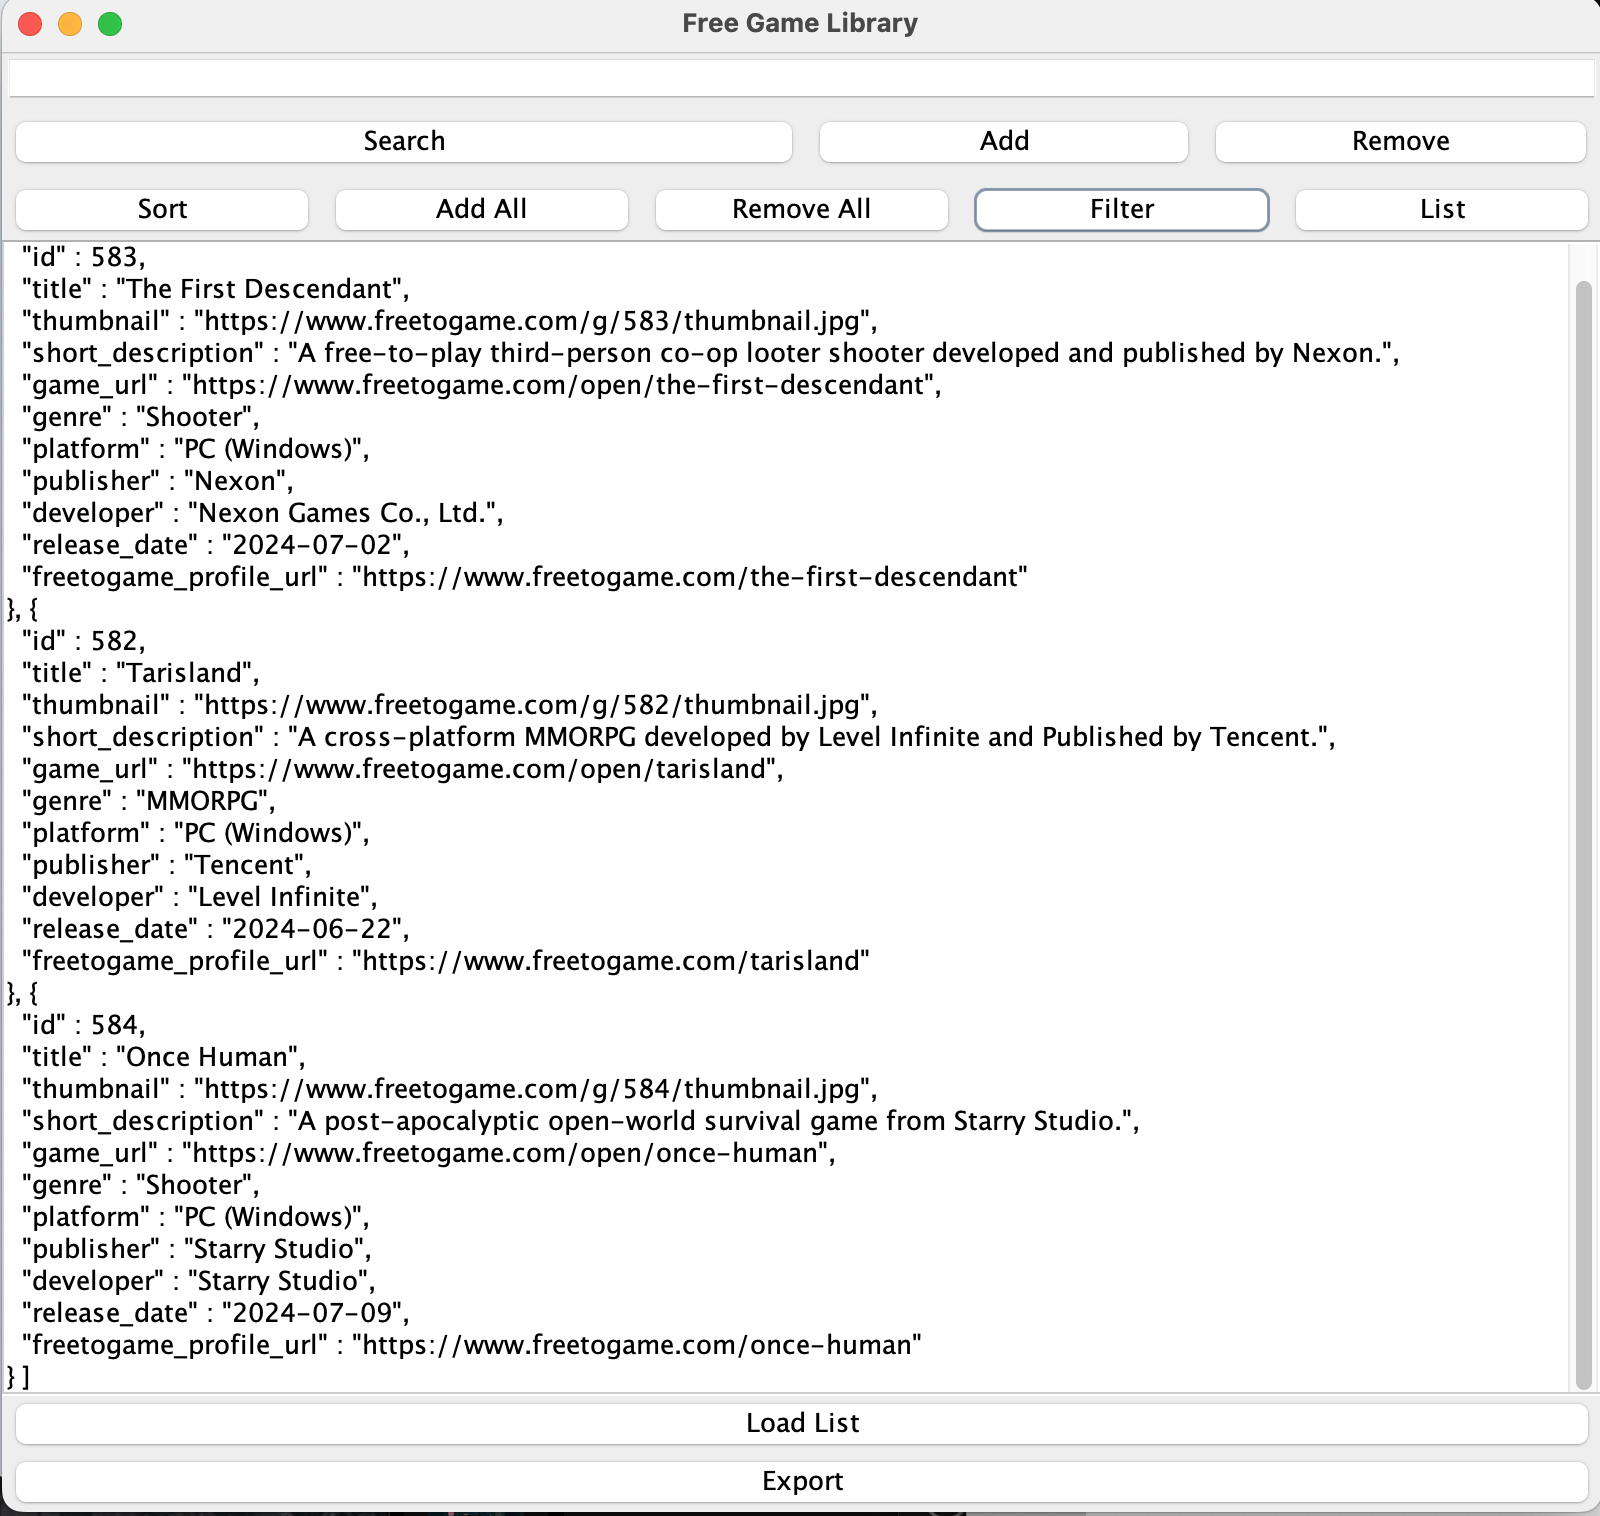 Free Game Library
Search Add Remove
Sort Add All Remove All Filter List
"id" : 583,
"title" : "The First Descendant",
"thumbnail" : "https://www.freetogame.com/g/583/thumbnail.jpg",
"short_description" : "A free-to-play third-person co-op looter shooter developed and published by Nexon.",
"game_url" : "https://www.freetogame.com/open/the-first-descendant",
"genre" : "Shooter",
"platform" : "PC (Windows)",
"publisher" : "Nexon",
"developer" : "Nexon Games Co., Ltd.",
"release_date" : "2024-07-02",
"freetogame_profile_url" : "https://www.freetogame.com/the-first-descendant"
}, {
"id" : 582,
"title" : "Tarisland",
"thumbnail" : "https://www.freetogame.com/g/582/thumbnail.jpg",
"short_description" : "A cross-platform MMORPG developed by Level Infinite and Published by Tencent.",
"game_url" : "https://www.freetogame.com/open/tarisland",
"genre" : "MMORPG",
"platform" : "PC (Windows)",
"publisher" : "Tencent",
"developer" : "Level Infinite",
"release_date" : "2024-06-22",
"freetogame_profile_url" : "https://www.freetogame.com/tarisland"
}, {
"id" : 584,
"title" : "Once Human",
"thumbnail" : "https://www.freetogame.com/g/584/thumbnail.jpg",
"short_description" : "A post-apocalyptic open-world survival game from Starry Studio.",
"game_url" : "https://www.freetogame.com/open/once-human",
"genre" : "Shooter",
"platform" : "PC (Windows)",
"publisher" : "Starry Studio",
"developer" : "Starry Studio",
"release_date" : "2024-07-09",
"freetogame_profile_url" : "https://www.freetogame.com/once-human"
} ]
Load List
Export